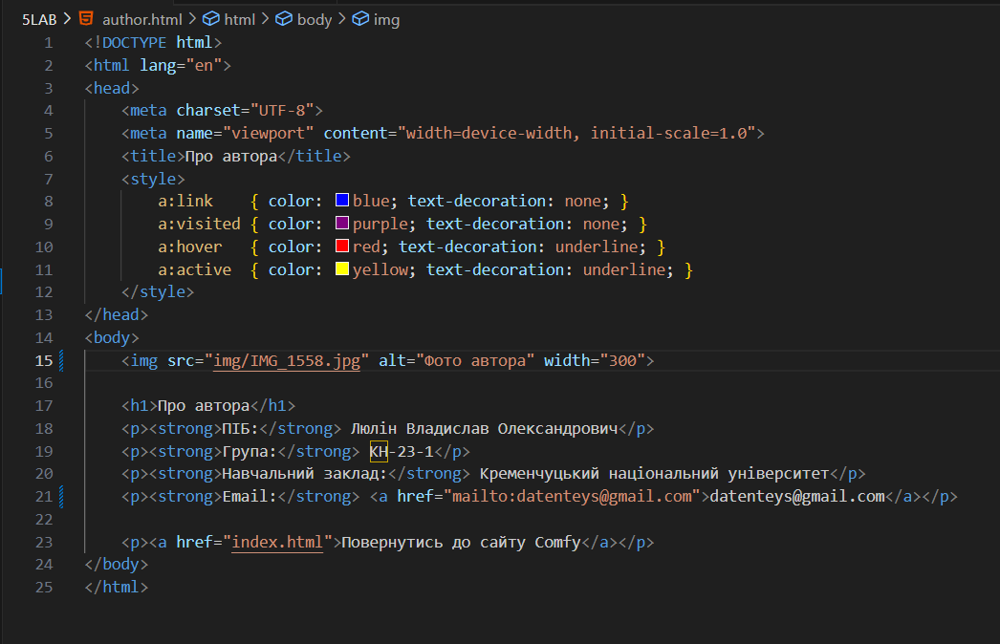 5LAB > author.html > html > body > img
1 <!DOCTYPE html>
2 <html lang="en">
3 <head>
4     <meta charset="UTF-8">
5     <meta name="viewport" content="width=device-width, initial-scale=1.0">
6     <title>Про автора</title>
7     <style>
8         a:link    { color: blue; text-decoration: none; }
9         a:visited { color: purple; text-decoration: none; }
10         a:hover   { color: red; text-decoration: underline; }
11         a:active  { color: yellow; text-decoration: underline; }
12     </style>
13 </head>
14 <body>
15     <img src="img/IMG_1558.jpg" alt="Фото автора" width="300">
16
17     <h1>Про автора</h1>
18     <p><strong>ПІБ:</strong> Люлін Владислав Олександрович</p>
19     <p><strong>Група:</strong> КН-23-1</p>
20     <p><strong>Навчальний заклад:</strong> Кременчуцький національний університет</p>
21     <p><strong>Email:</strong> <a href="mailto:datenteys@gmail.com">datenteys@gmail.com</a></p>
22
23     <p><a href="index.html">Повернутись до сайту Comfy</a></p>
24 </body>
25 </html>